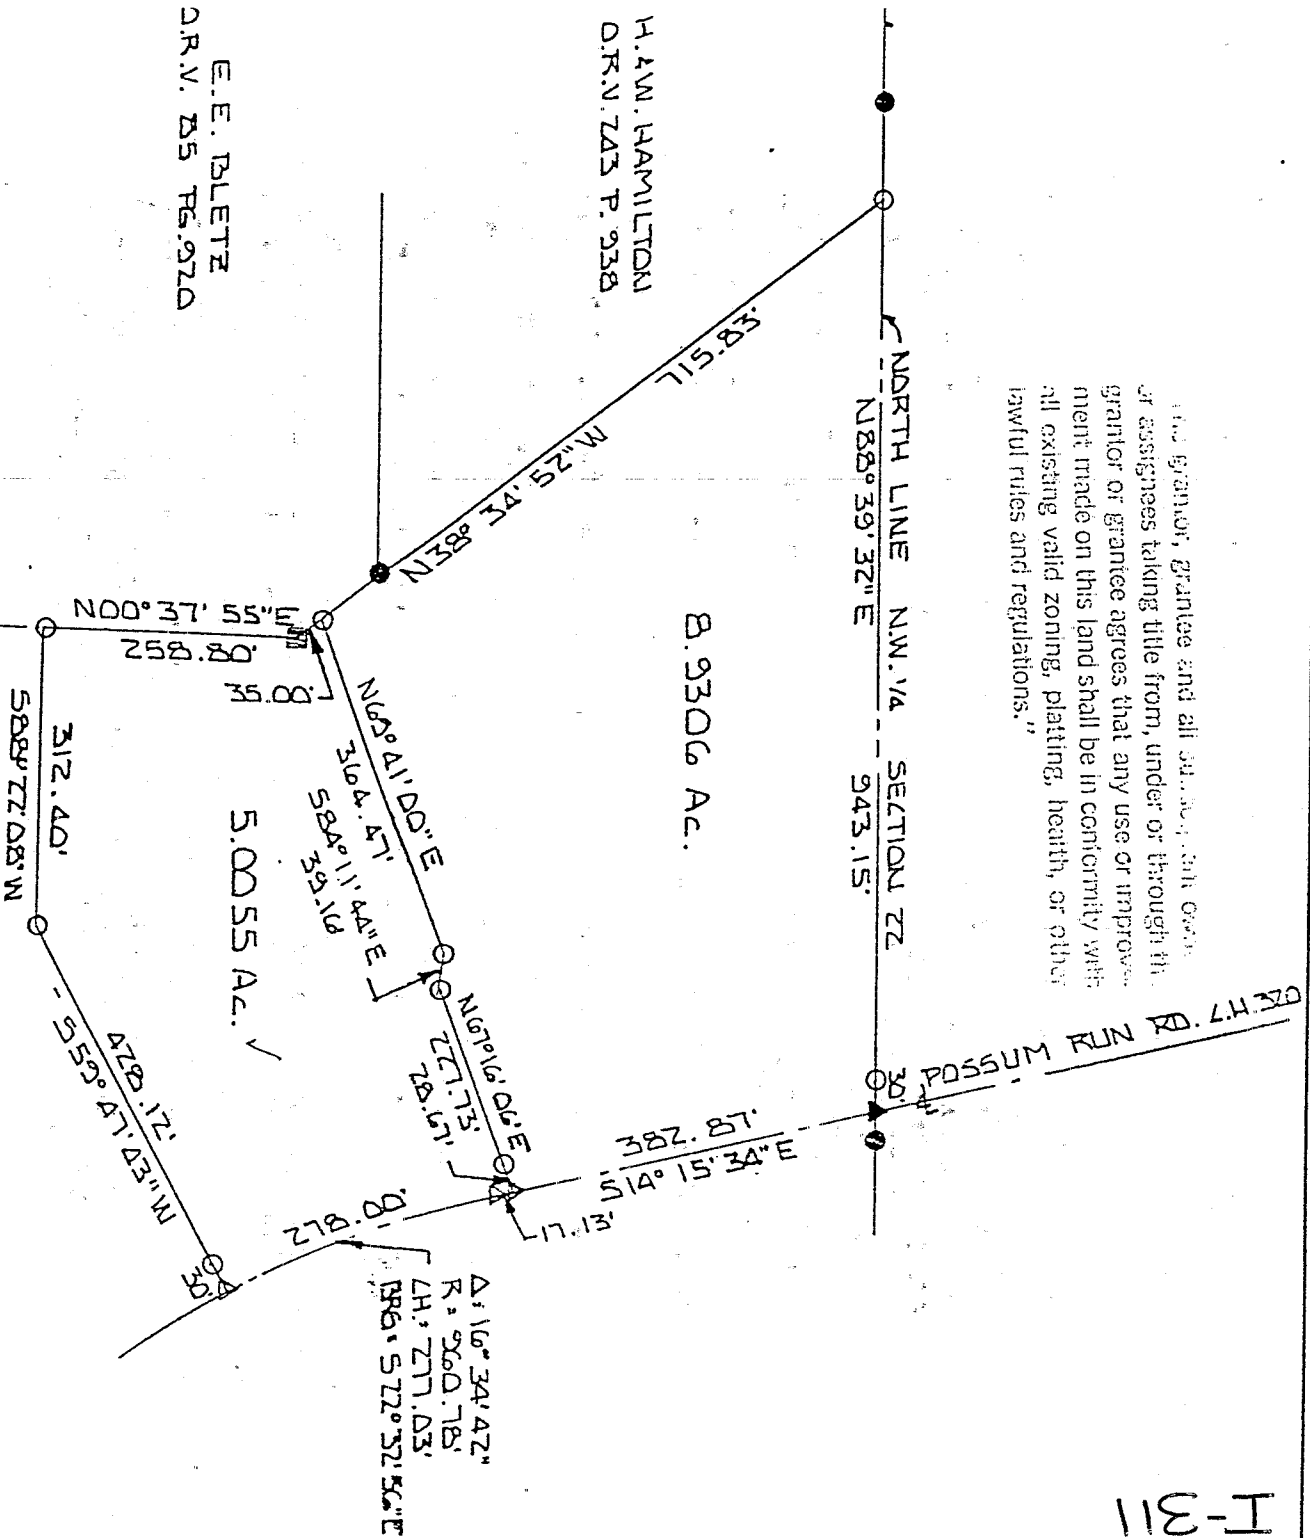 I-311
grantor, grantee and all
or assignees taking title from, under or through
grantor or grantee agrees that any use or improve-
ment made on this land shall be in conformity with
all existing valid zoning, platting, health, or other
lawful rules and regulations."
POSSUM RUN RD. C.H. 320
NORTH LINE N.W. 1/4 SECTION 22
N88° 39' 32" E 943.15'
30'
H. & W. HAMILTON
D.R.V. 243 P. 938
715.83'
N38° 34' 52" W
8.9306 Ac.
382.87'
S14° 15' 34" E
E.E. BLETZ
D.R.V. 85 PG. 920
N69° 41' 00" E
364.47'
S84° 11' 44" E
39.16
N67° 16' 06" E
227.73'
28.67'
17.13'
N00° 37' 55" E
258.80'
35.00'
5.0055 Ac.
278.00'
Δ= 16° 34' 42"
R= 960.78'
CH.= 277.03'
BRG= S 22° 32' 56" E
312.40'
S88° 22' 08" W
428.12'
S59° 47' 43" W
30'